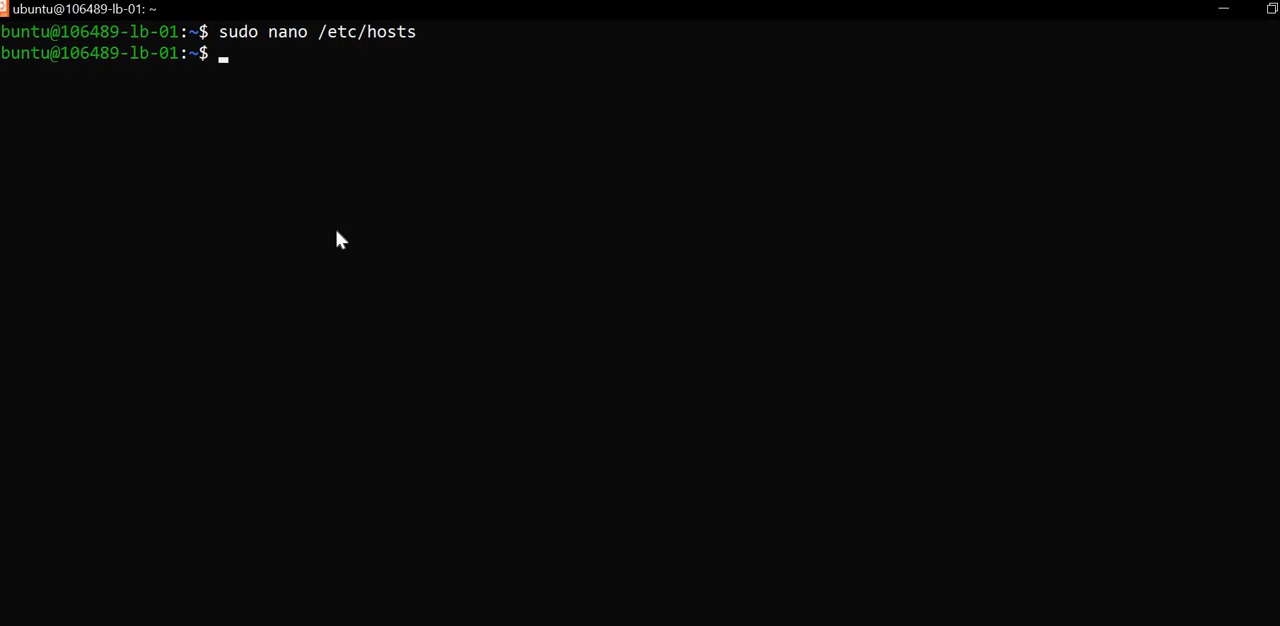 ubuntu@106489-lb-01: ~
buntu@106489-lb-01:~$ sudo nano /etc/hosts
buntu@106489-lb-01:~$